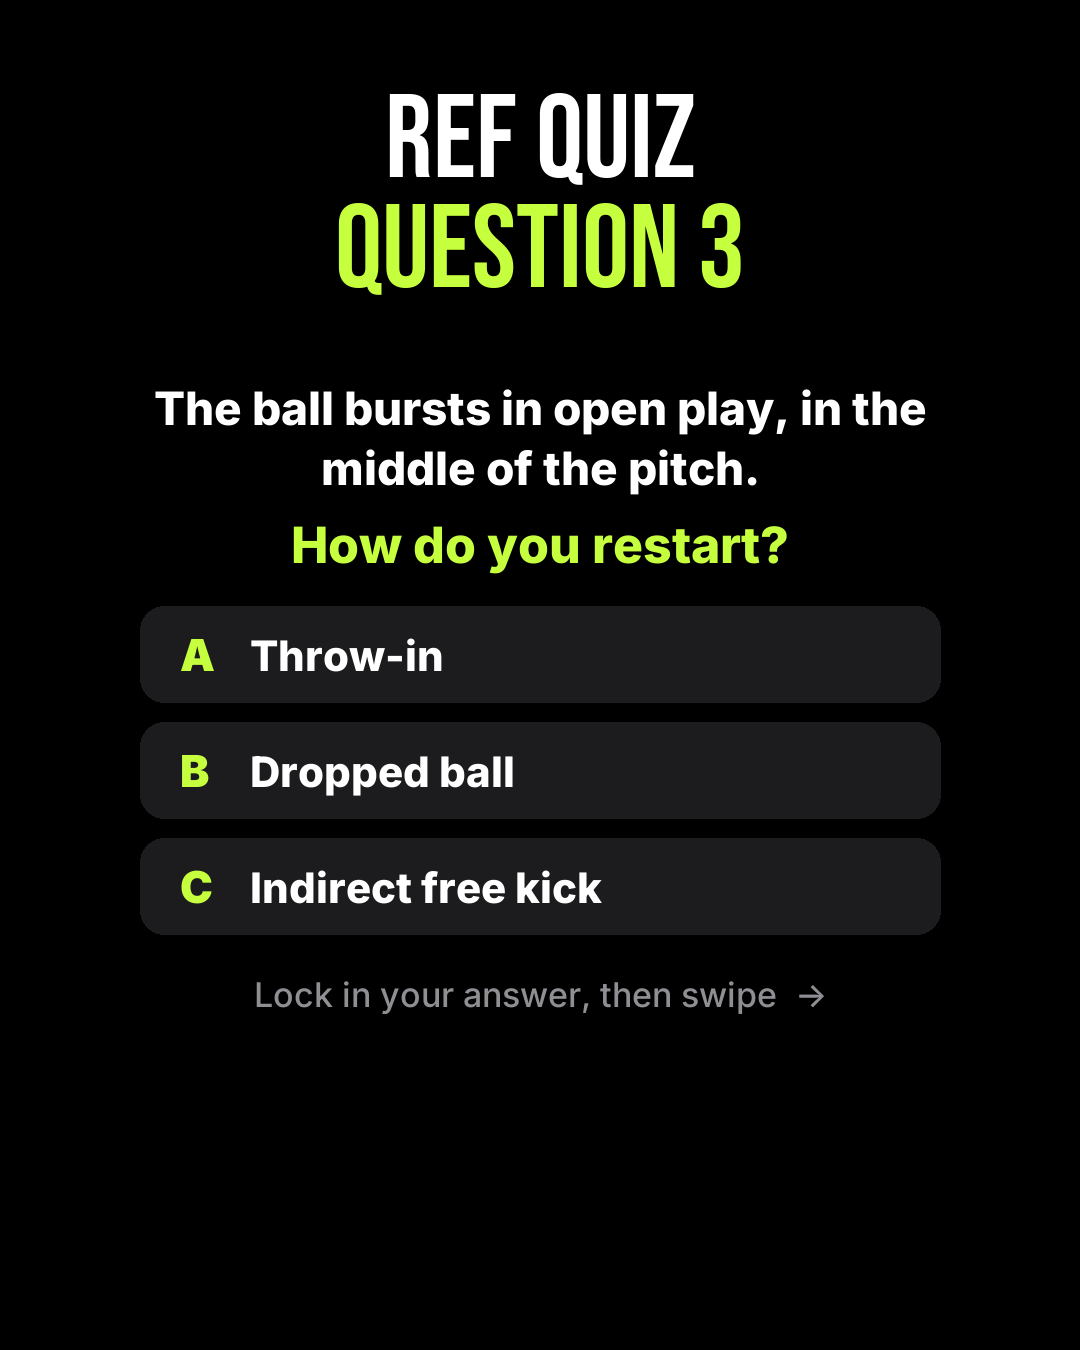 REF QUIZ
QUESTION 3
The ball bursts in open play, in the
middle of the pitch.
How do you restart?
A Throw-in
B Dropped ball
C Indirect free kick
Lock in your answer, then swipe →